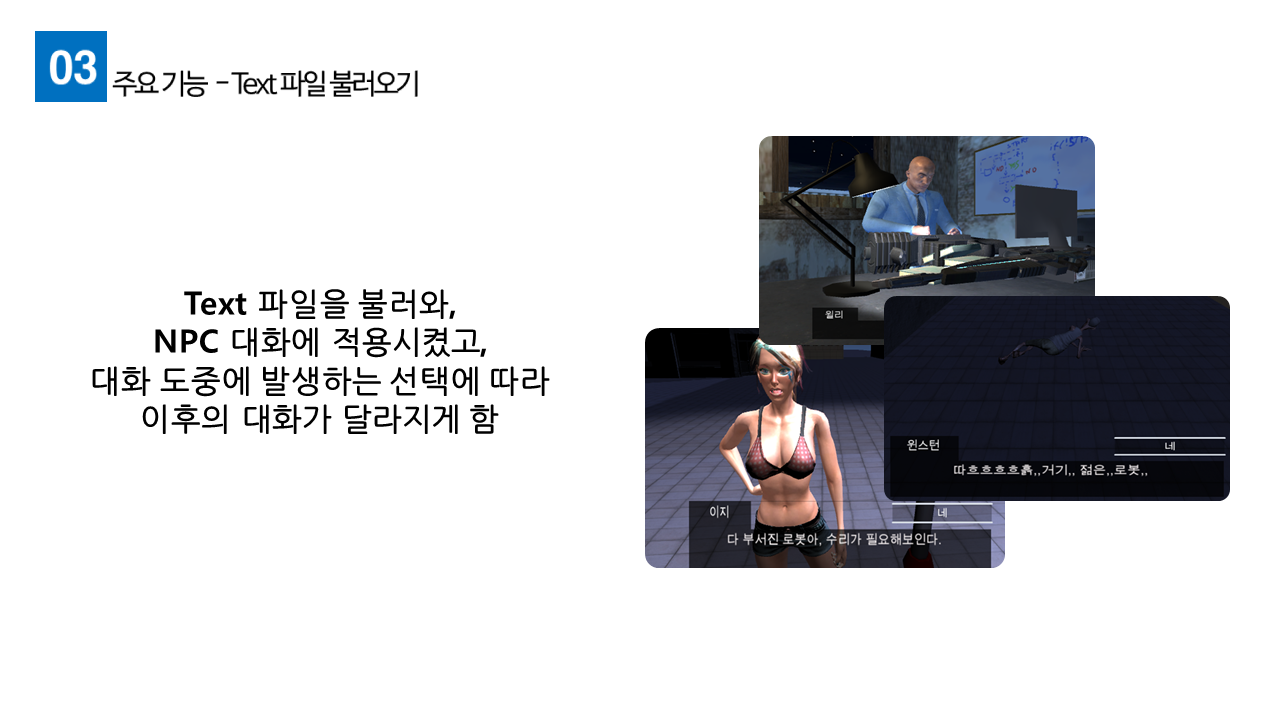 03
주요 기능 – Text 파일 불러오기
Text 파일을 불러와,
NPC 대화에 적용시켰고,
대화 도중에 발생하는 선택에 따라
이후의 대화가 달라지게 함
윌리
윈스턴
네
따흐흐흐흐흙,,거기,, 젊은,,로봇,,
이지
네
다 부서진 로봇아, 수리가 필요해보인다.